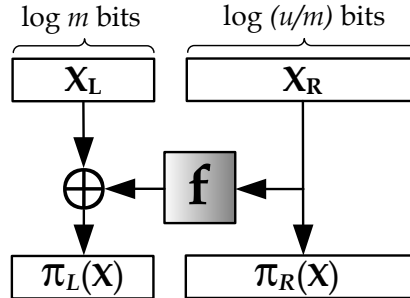 log m bits log (u/m) bits
X_L X_R
⊕ f
π_L(X) π_R(X)